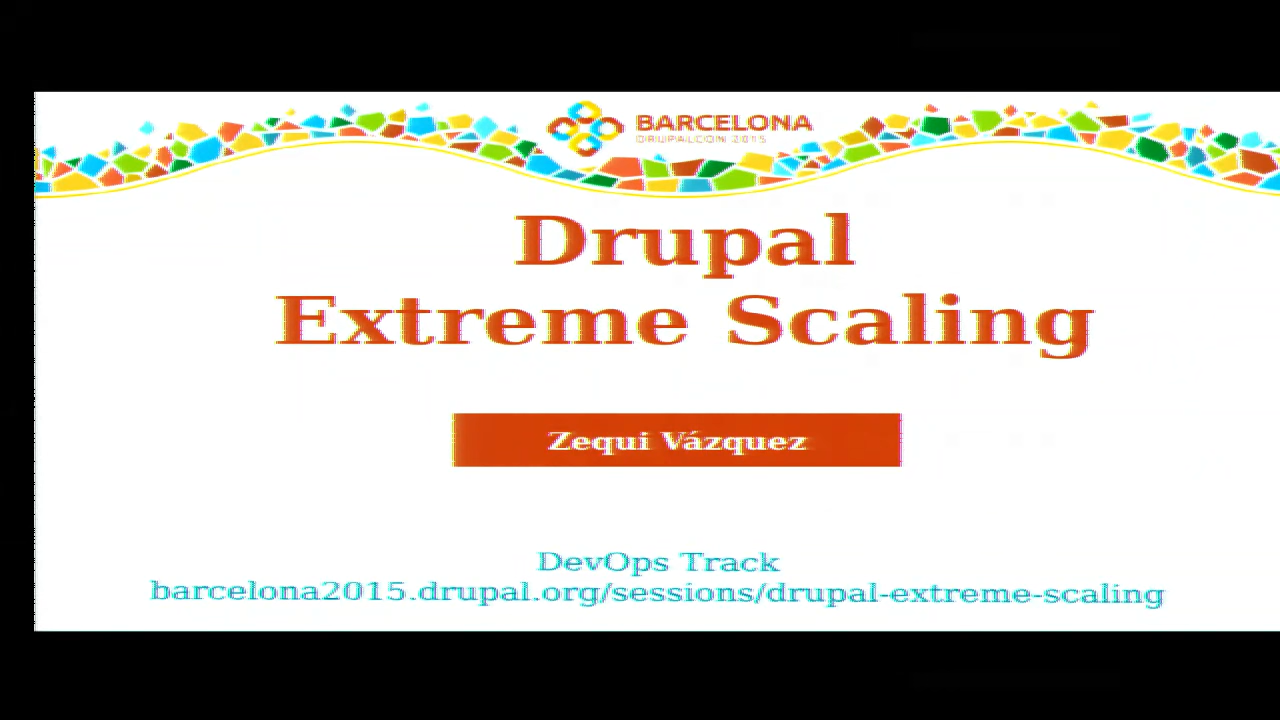 BARCELONA
DRUPALCON 2015
Drupal
Extreme Scaling
Zequi Vázquez
DevOps Track
barcelona2015.drupal.org/sessions/drupal-extreme-scaling